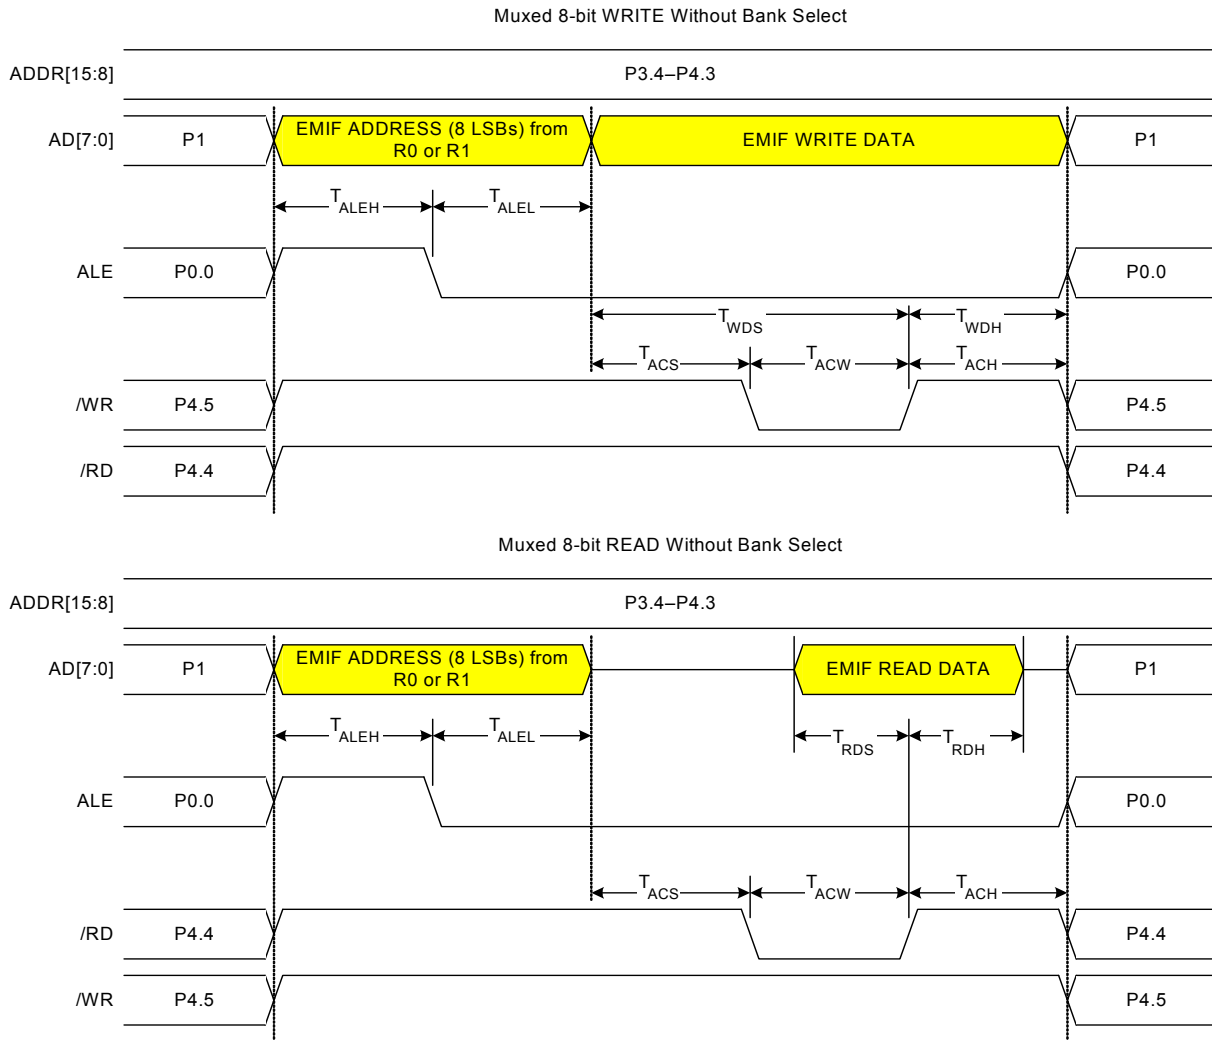 Muxed 8-bit WRITE Without Bank Select
ADDR[15:8] P3.4–P4.3
AD[7:0] P1 EMIF ADDRESS (8 LSBs) from R0 or R1 EMIF WRITE DATA P1
TALEH TALEL
ALE P0.0 P0.0
TWDS TWDH
TACS TACW TACH
/WR P4.5 P4.5
/RD P4.4 P4.4
Muxed 8-bit READ Without Bank Select
ADDR[15:8] P3.4–P4.3
AD[7:0] P1 EMIF ADDRESS (8 LSBs) from R0 or R1 EMIF READ DATA P1
TALEH TALEL TRDS TRDH
ALE P0.0 P0.0
TACS TACW TACH
/RD P4.4 P4.4
/WR P4.5 P4.5